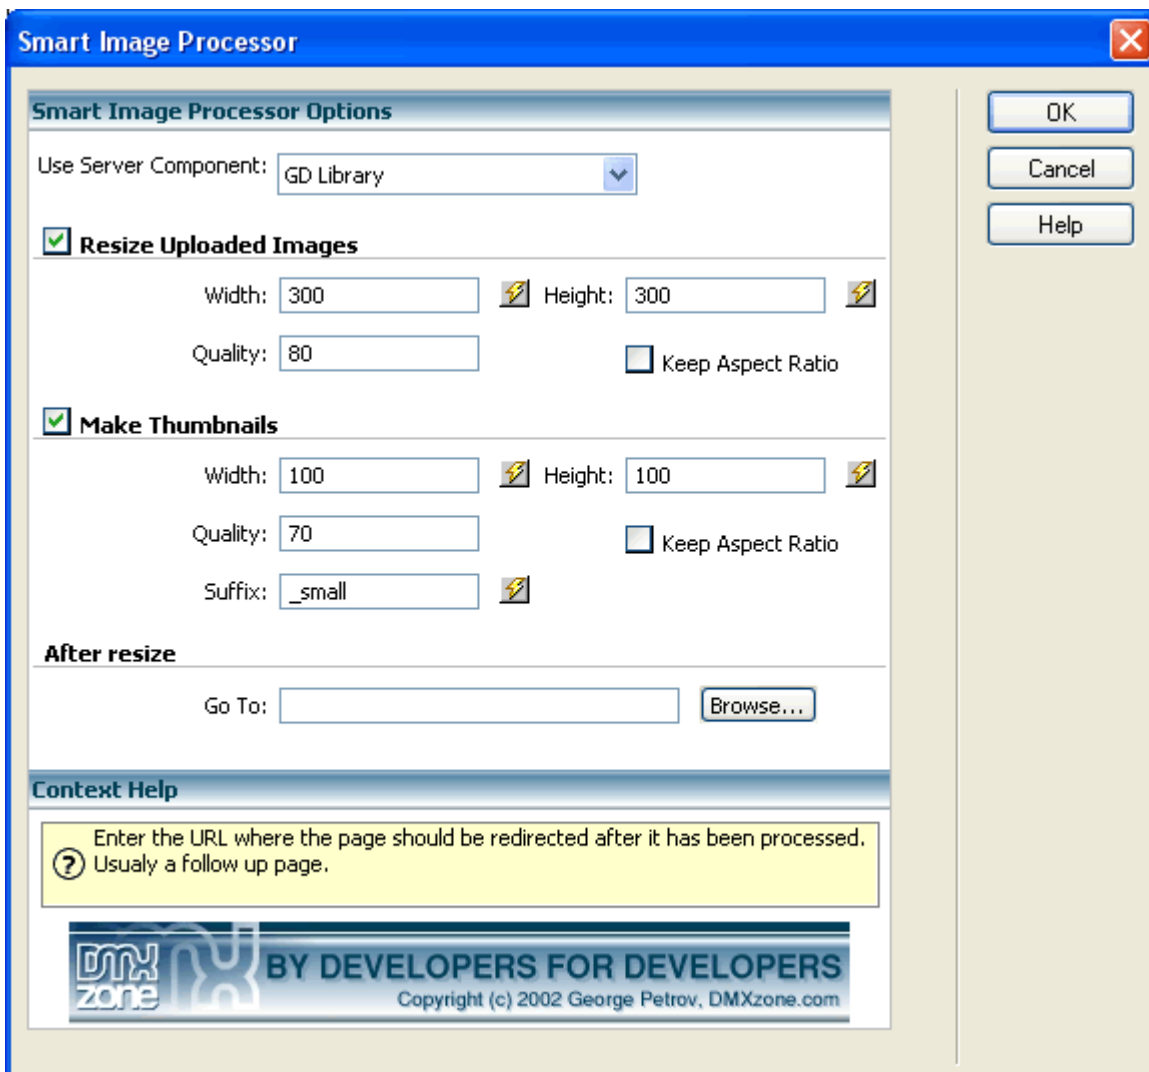 Smart Image Processor
Smart Image Processor Options
OK
Use Server Component: GD Library
Cancel
Resize Uploaded Images
Help
Width: 300 Height: 300
Quality: 80 Keep Aspect Ratio
Make Thumbnails
Width: 100 Height: 100
Quality: 70 Keep Aspect Ratio
Suffix: _small
After resize
Go To: Browse...
Context Help
Enter the URL where the page should be redirected after it has been processed.
? Usualy a follow up page.
DMX
zone
BY DEVELOPERS FOR DEVELOPERS
Copyright (c) 2002 George Petrov, DMXzone.com